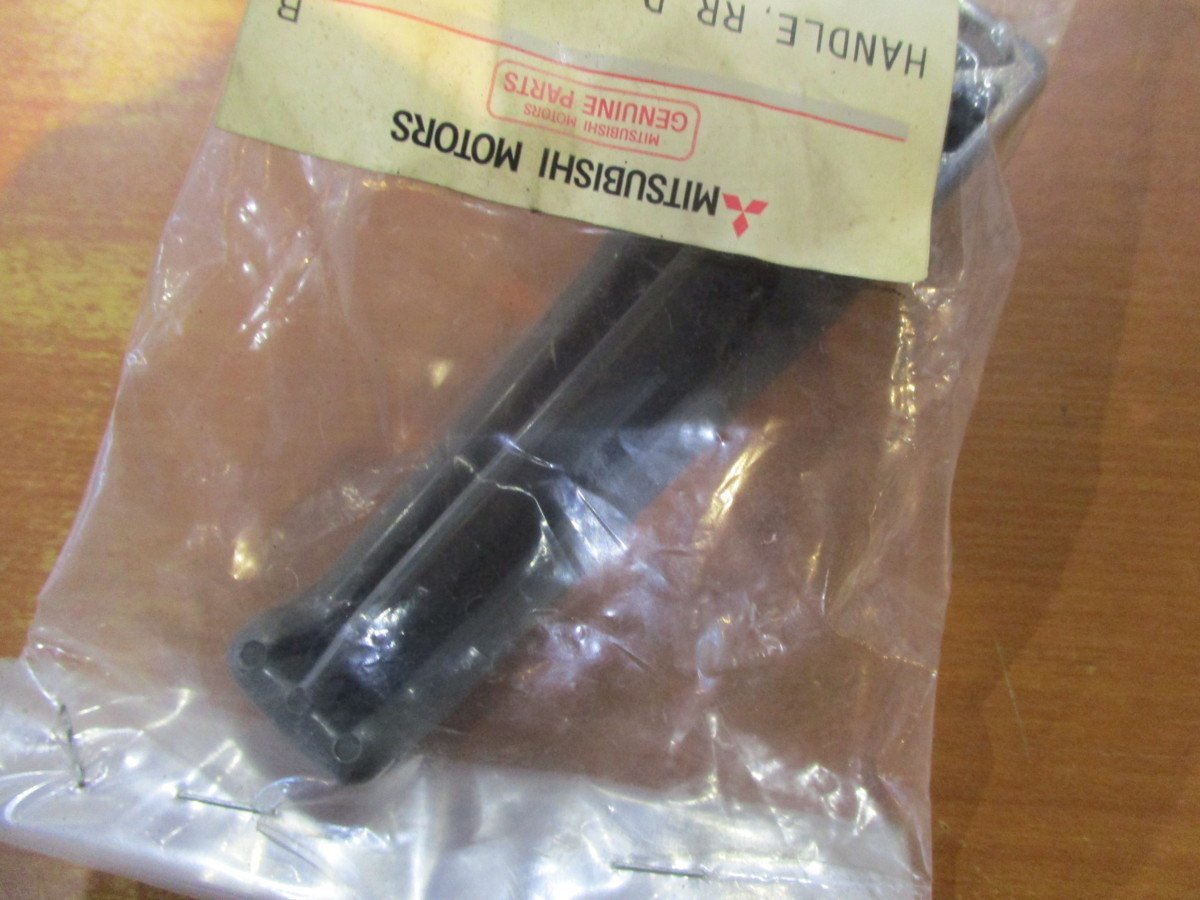 MITSUBISHI MOTORS
MITSUBISHI MOTORS
GENUINE PARTS
B
HANDLE, RR